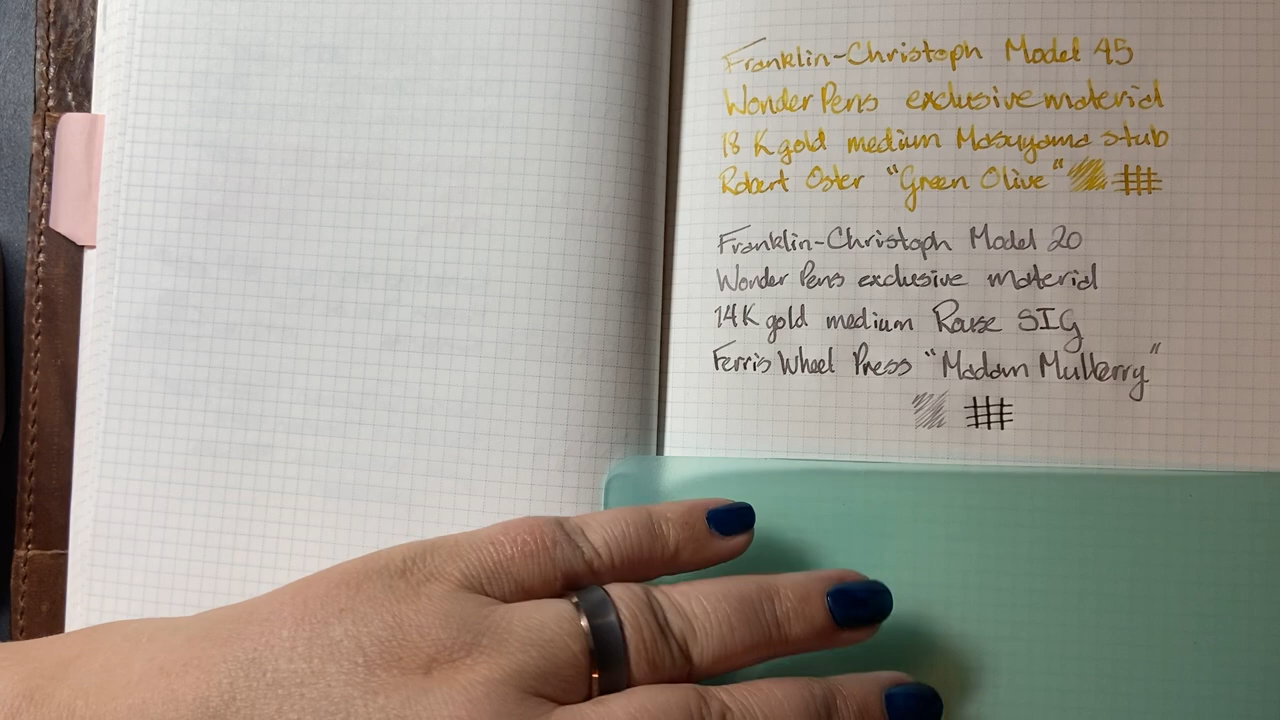 Franklin-Christoph Model 45
Wonder Pens exclusive material
18 K gold medium Masuyama stub
Robert Oster "Green Olive"
Franklin-Christoph Model 20
Wonder Pens exclusive material
14K gold medium Rouse SIG
Ferris Wheel Press "Madam Mulberry"